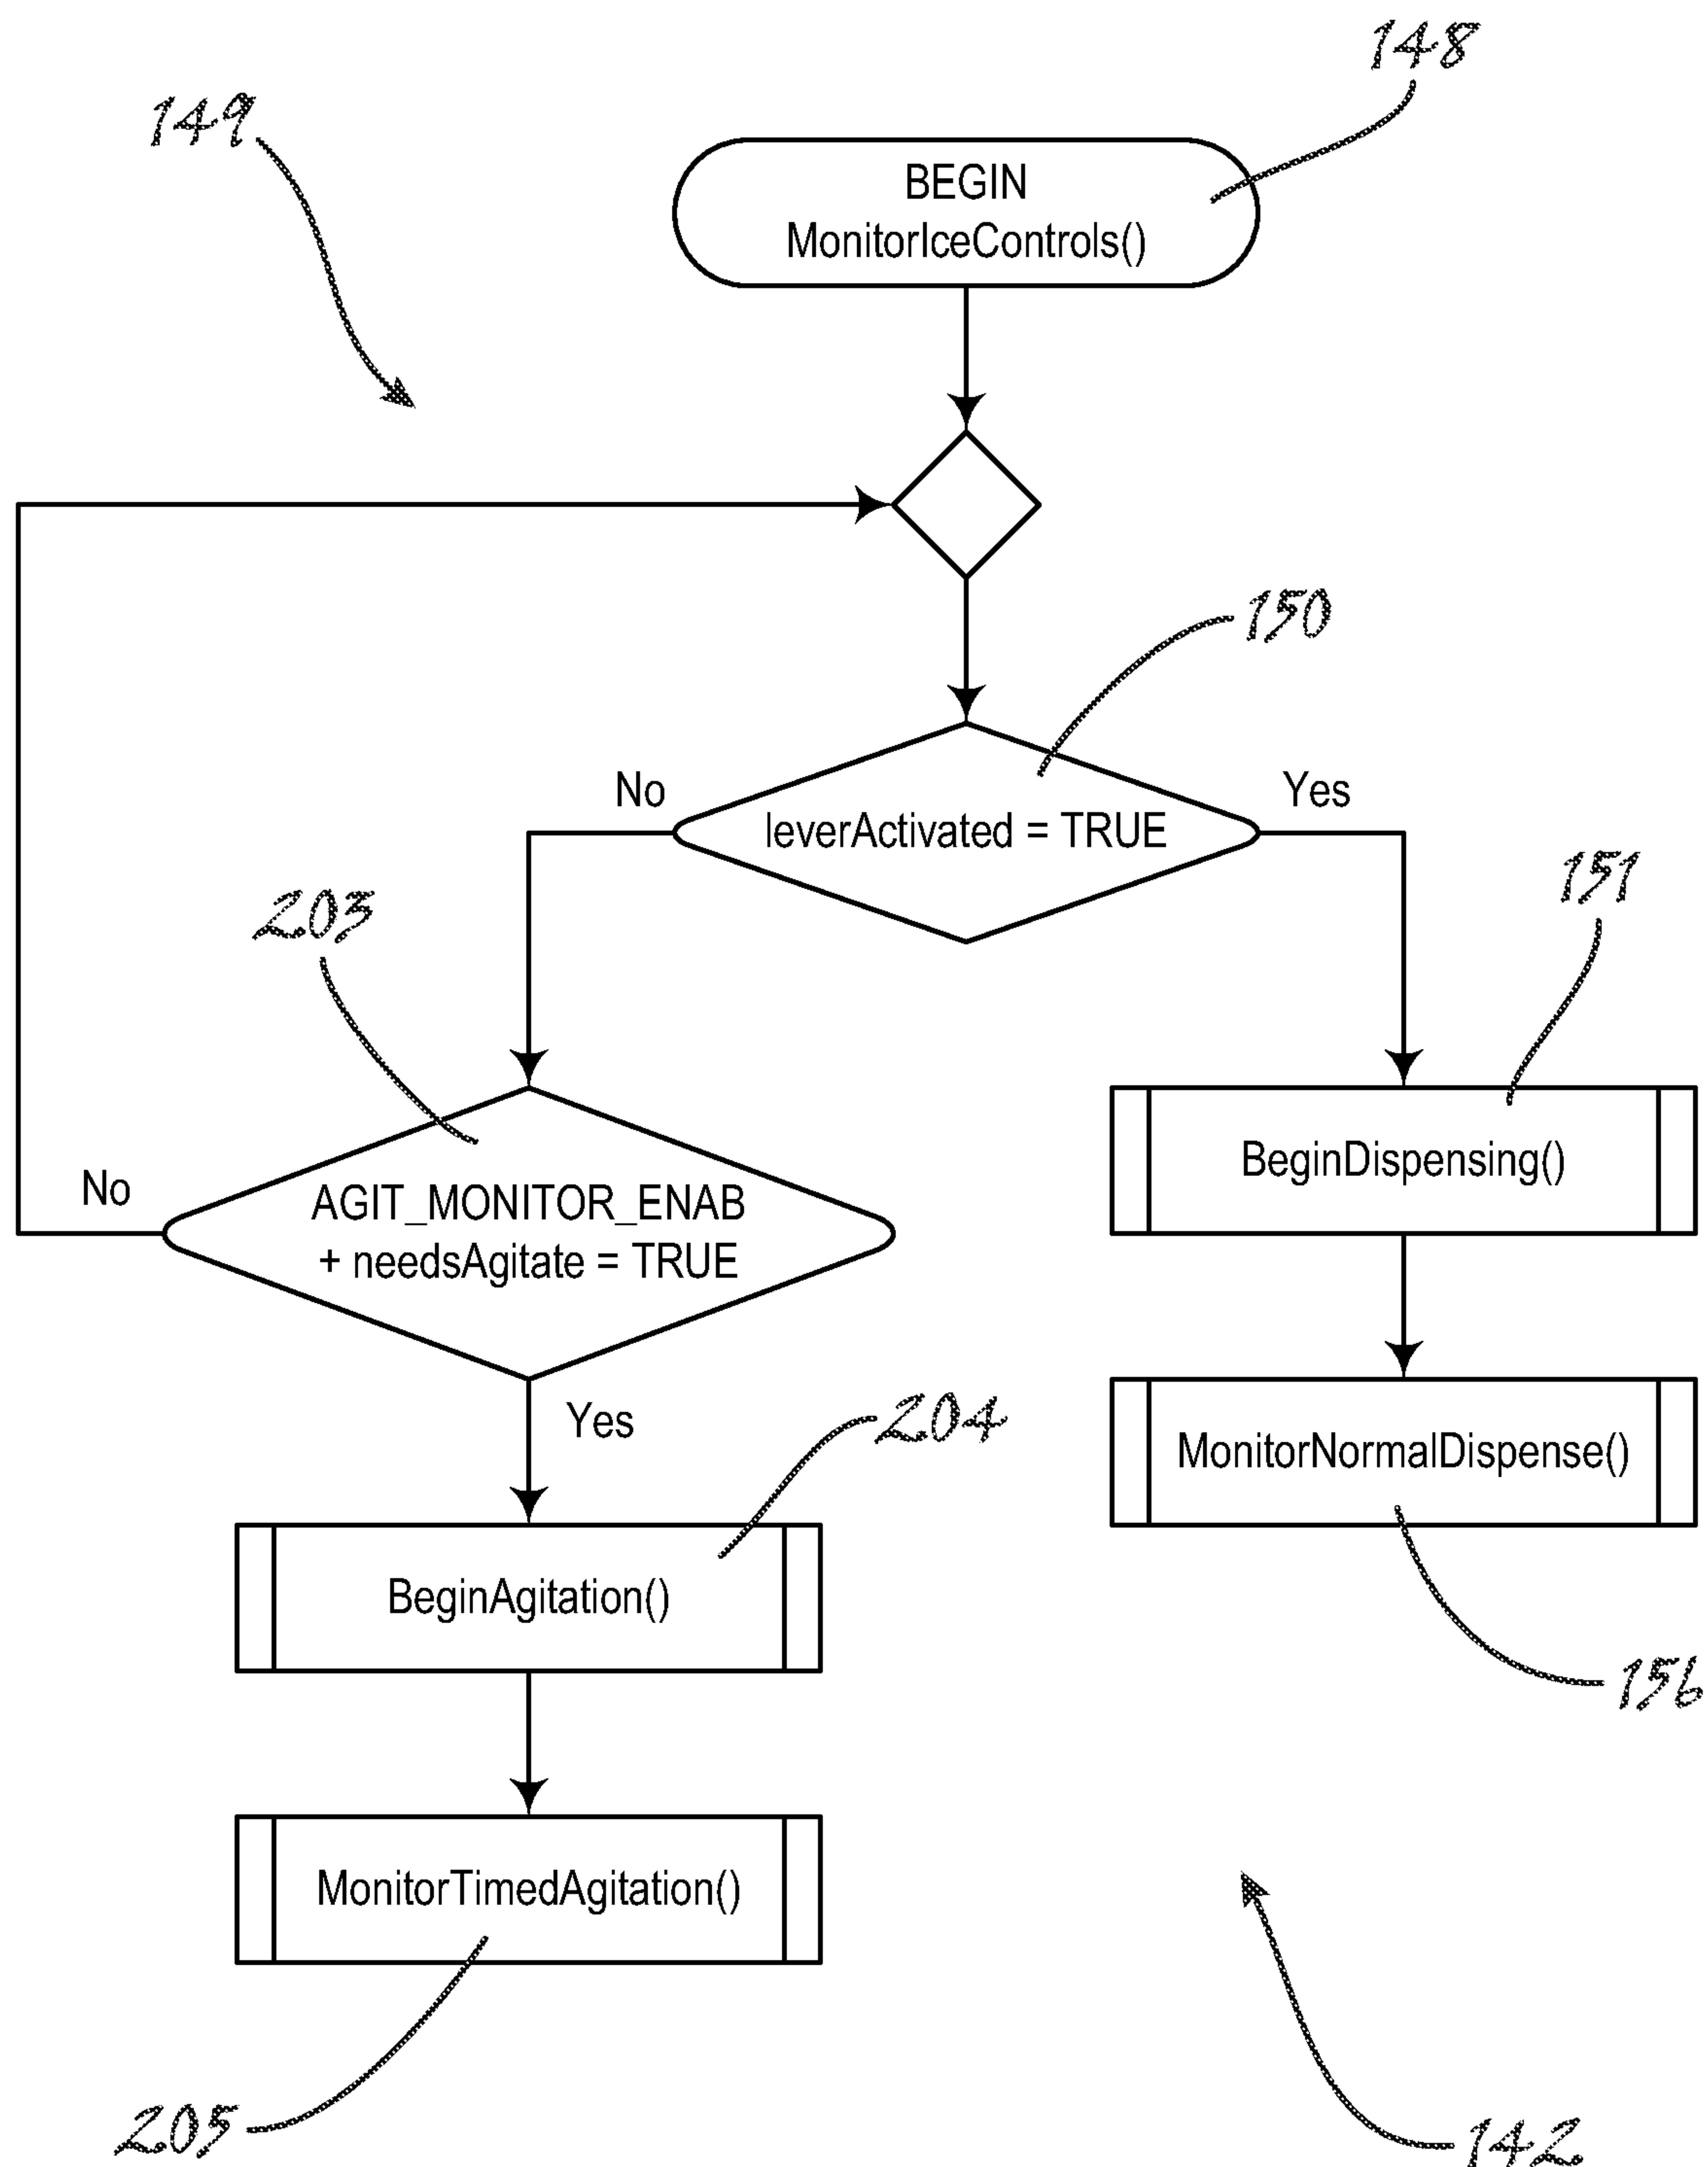 148
149
BEGIN
MonitorIceControls()
150
No
Yes
leverActivated = TRUE
151
203
No
AGIT_MONITOR_ENAB
+ needsAgitate = TRUE
BeginDispensing()
Yes
204
MonitorNormalDispense()
BeginAgitation()
156
MonitorTimedAgitation()
205
142